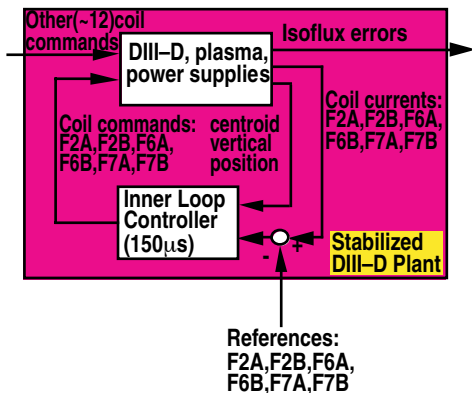 Other(~12)coil
commands
DIII–D, plasma,
power supplies
Isoflux errors
Coil commands:
F2A,F2B,F6A,
F6B,F7A,F7B
centroid
vertical
position
Coil currents:
F2A,F2B,F6A,
F6B,F7A,F7B
Inner Loop
Controller
(150μs)
- +
Stabilized
DIII–D Plant
References:
F2A,F2B,F6A,
F6B,F7A,F7B